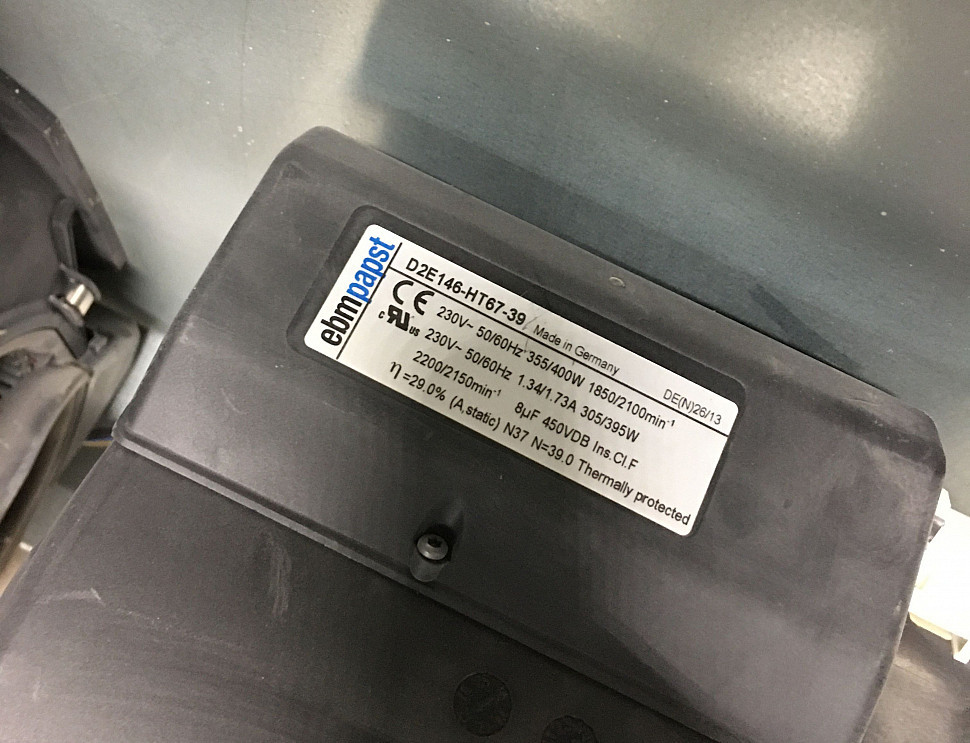 ebmpapst
D2E146-HT67-39 Made in Germany DE(N)26/13
CE 230V~ 50/60Hz 355/400W 1850/2100min⁻¹
c RU us 230V~ 50/60Hz 1.34/1.73A 305/395W
2200/2150min⁻¹ 8µF 450VDB Ins.Cl.F
η =29.0% (A,static) N37 N=39.0 Thermally protected